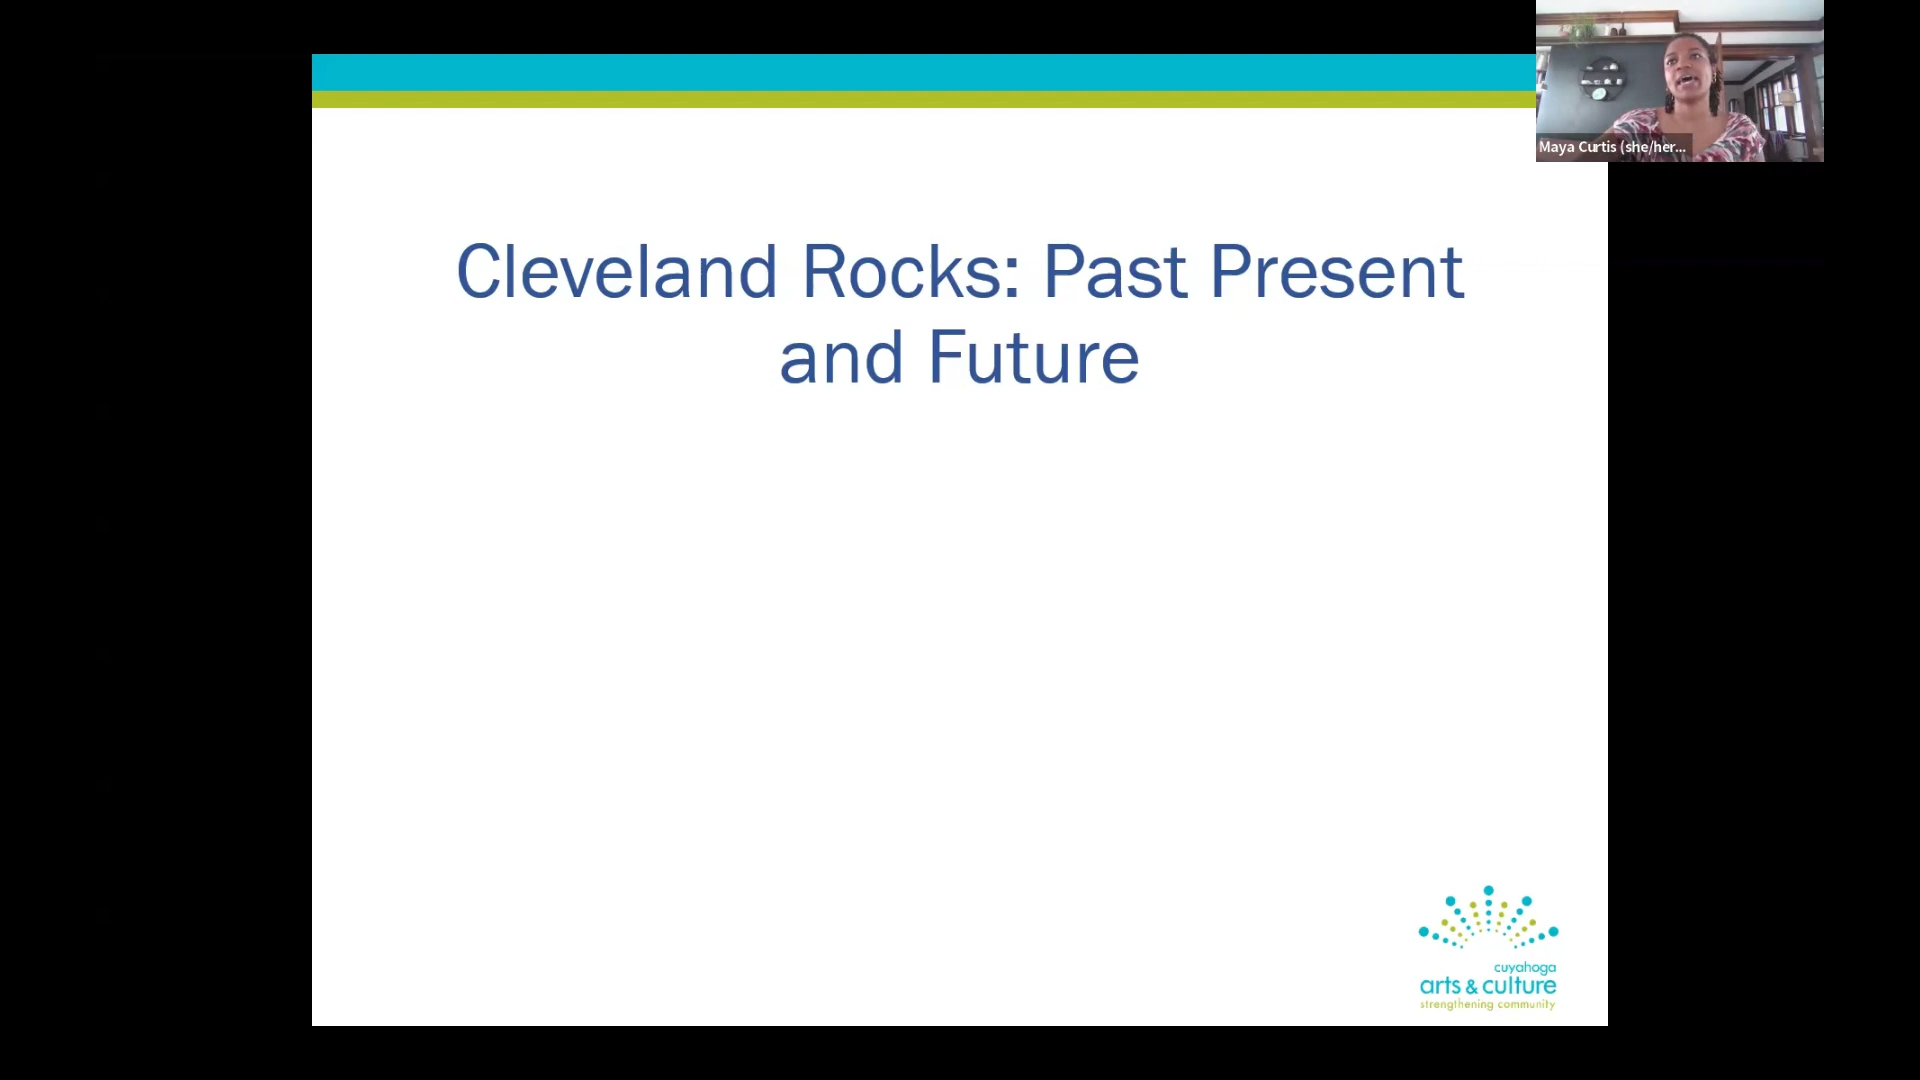 Maya Curtis (she/her...
Cleveland Rocks: Past Present
and Future
cuyahoga
arts & culture
strengthening community